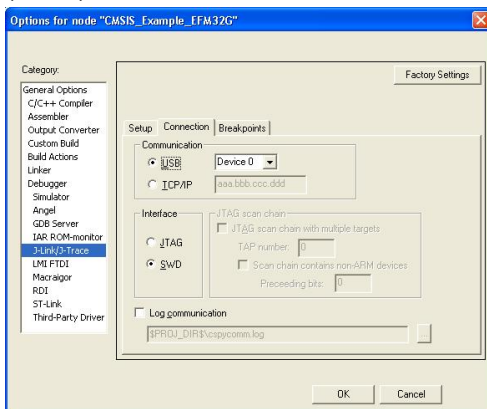 Options for node "CMSIS_Example_EFM32G"
Category:
General Options
C/C++ Compiler
Assembler
Output Converter
Custom Build
Build Actions
Linker
Debugger
Simulator
Angel
GDB Server
IAR ROM-monitor
J-Link/J-Trace
LMI FTDI
Macraigor
RDI
ST-Link
Third-Party Driver
Factory Settings
Setup Connection Breakpoints
Communication
USB Device 0
TCP/IP aaa.bbb.ccc.ddd
Interface
JTAG
SWD
JTAG scan chain
JTAG scan chain with multiple targets
TAP number: 0
Scan chain contains non-ARM devices
Preceeding bits: 0
Log communication
$PROJ_DIR$\cspycomm.log
...
OK Cancel